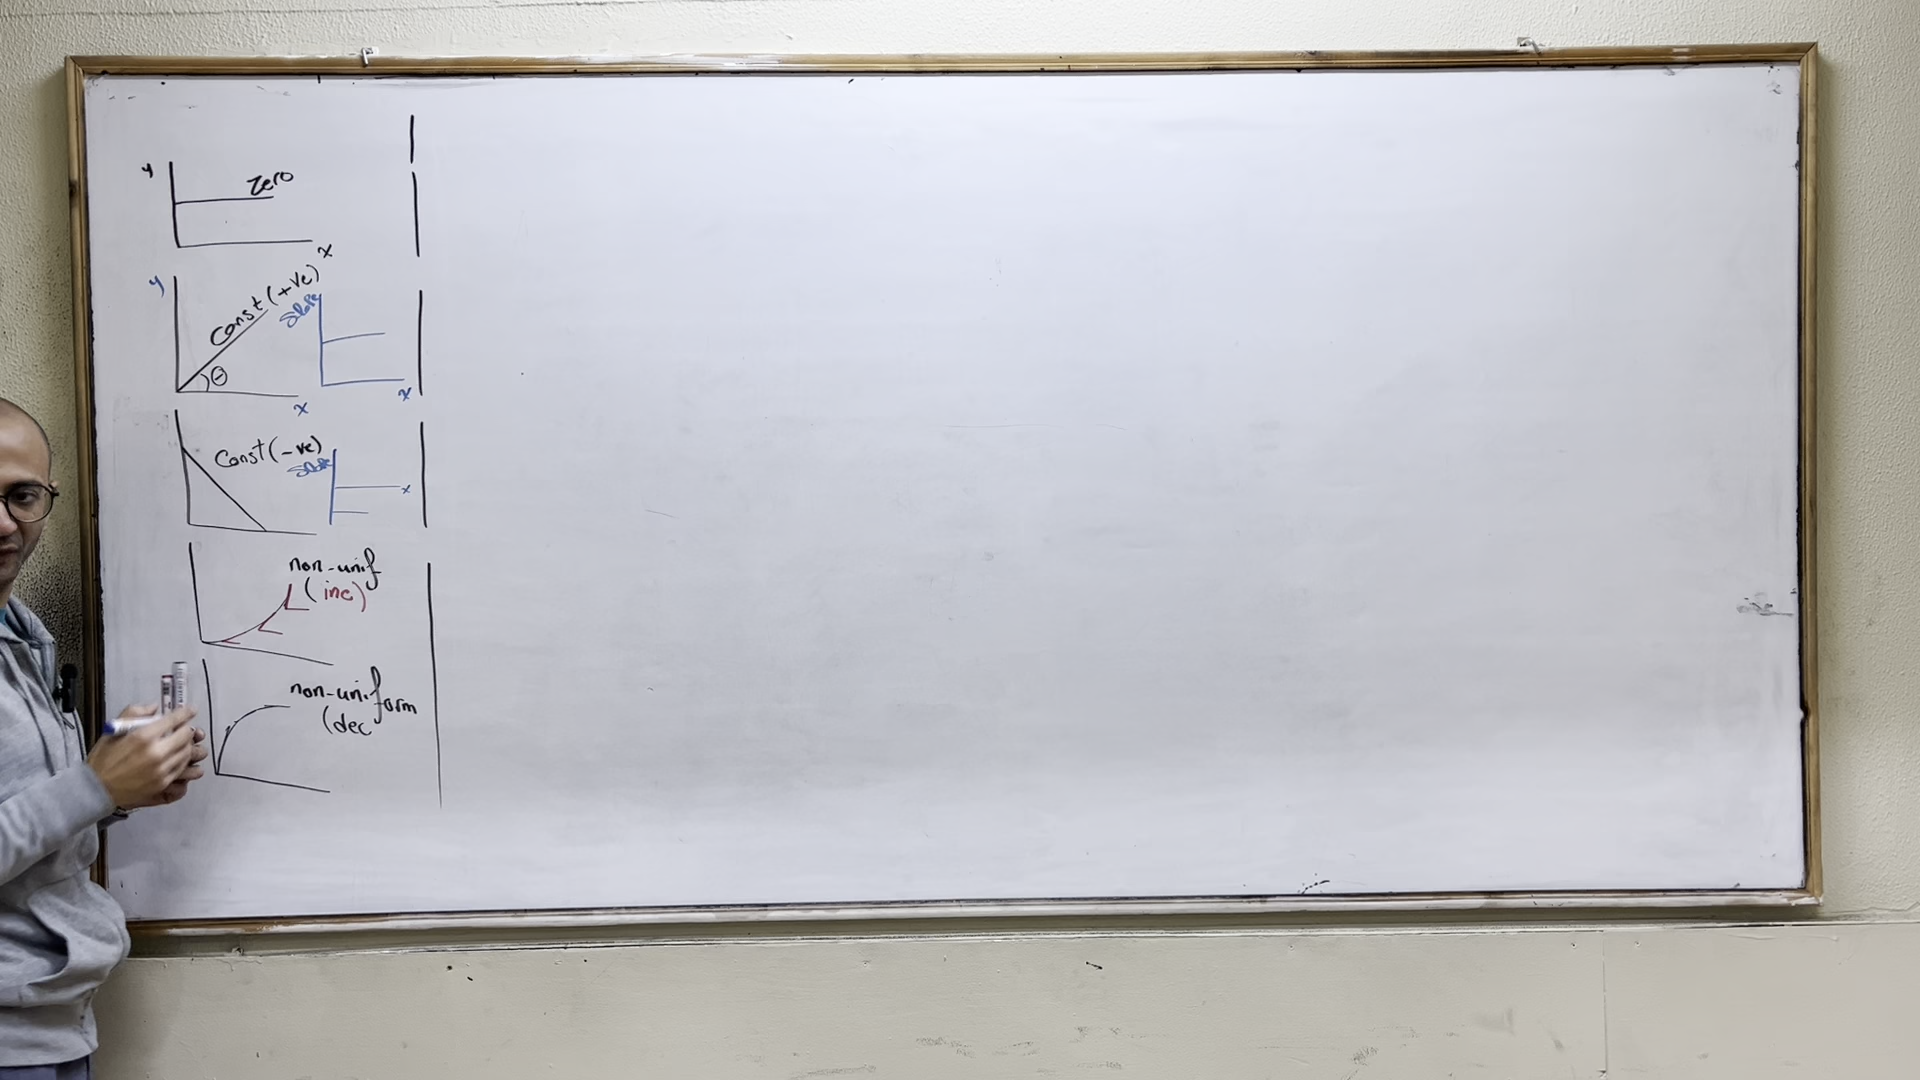 y
Zero
x
y
Const (+ve)
Slope
θ
x
x
Const (-ve)
Slope
x
non-unif
(inc)
non-uniform
(dec